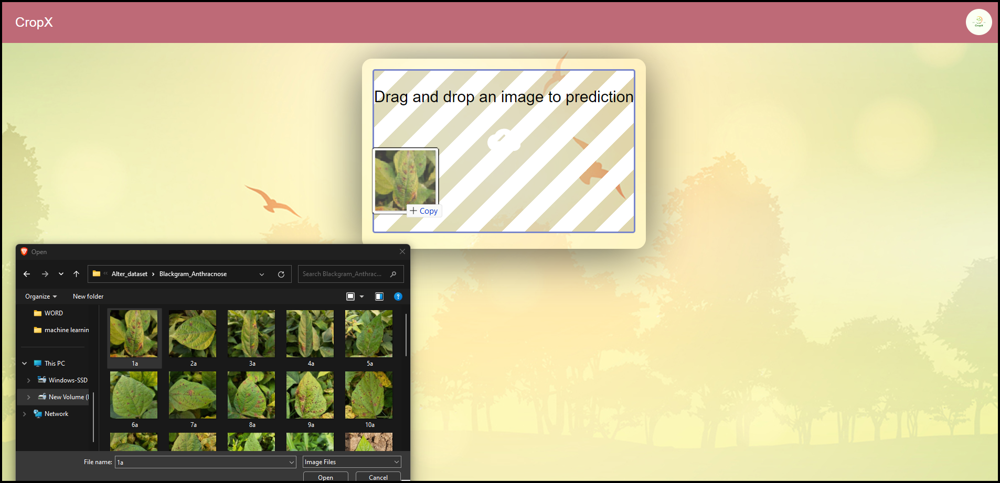 CropX
CropX
Drag and drop an image to prediction
Copy
Open
Alter_dataset
Blackgram_Anthracnose
Search Blackgram_Anthrac...
Organize
New folder
?
WORD
machine learnin
This PC
Windows-SSD
New Volume (
Network
1a
2a
3a
4a
5a
6a
7a
8a
9a
10a
File name:
1a
Image Files
Open
Cancel